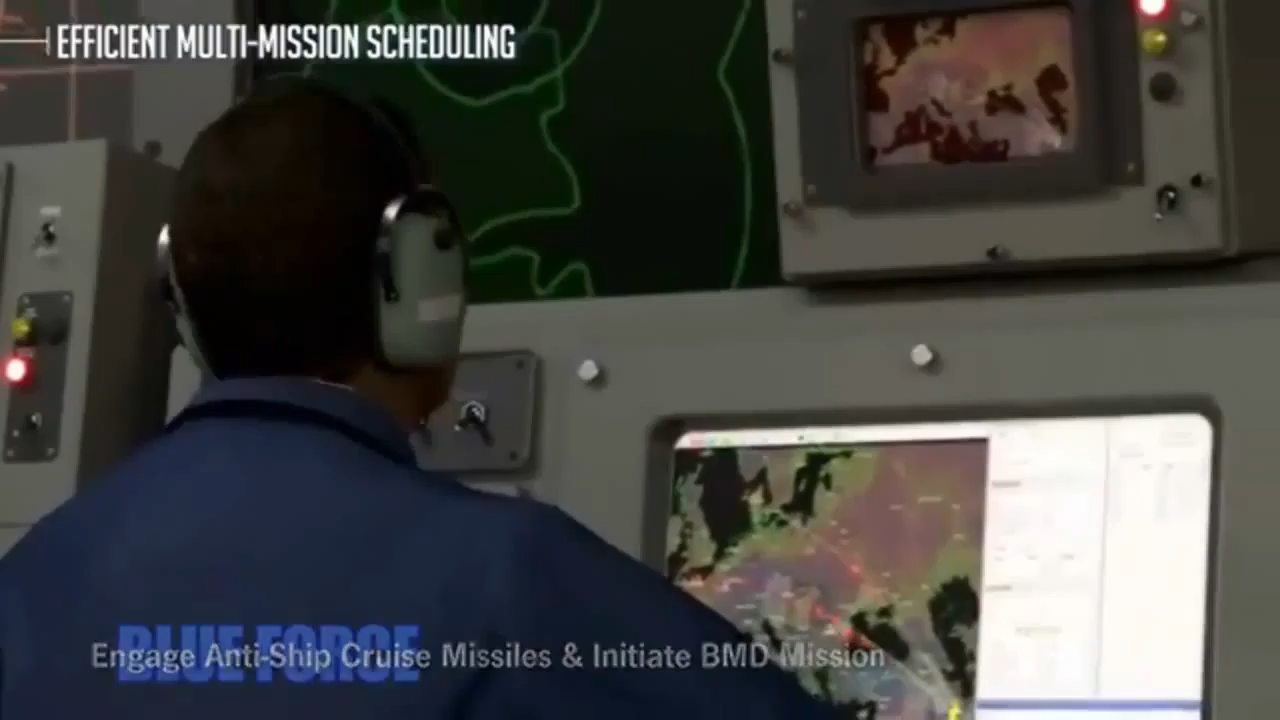 EFFICIENT MULTI-MISSION SCHEDULING
BLUE FORCE
Engage Anti-Ship Cruise Missiles & Initiate BMD Mission